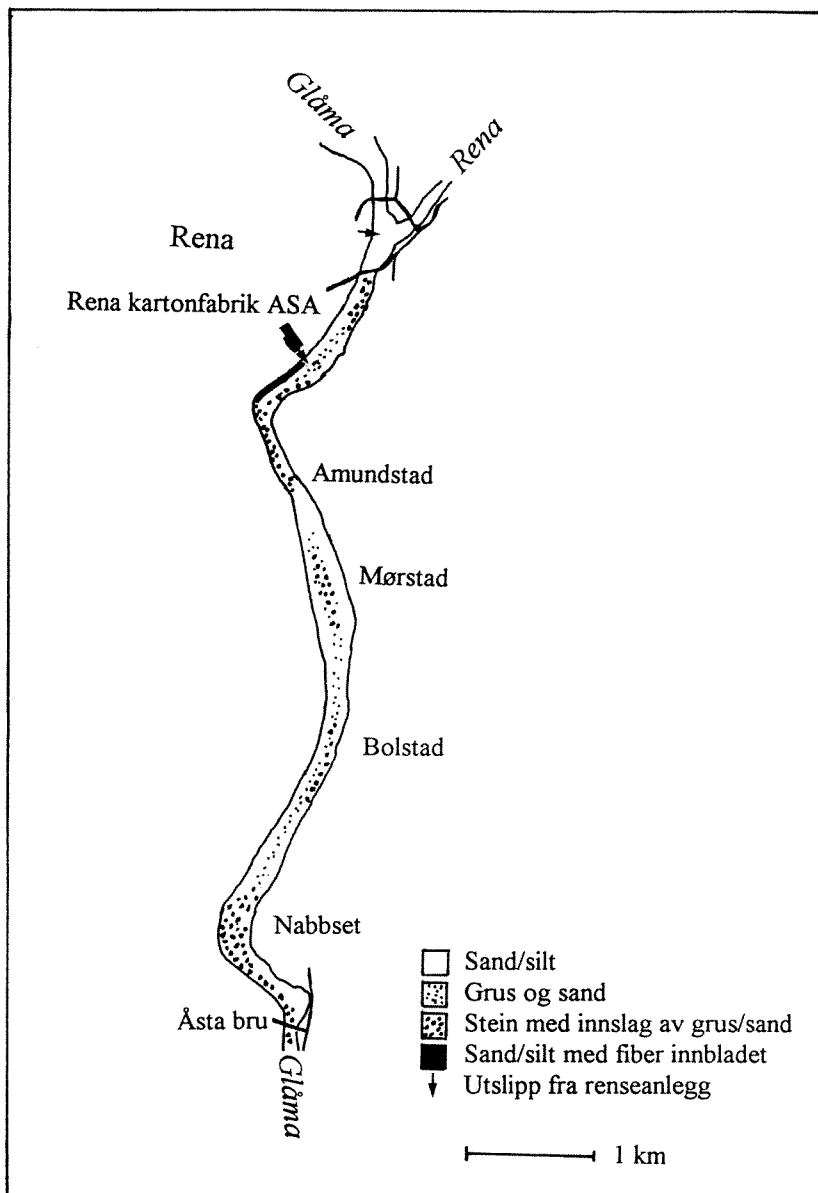 Glåma
Rena
Rena
Rena kartonfabrik ASA
Amundstad
Mørstad
Bolstad
Nabbset
Åsta bru
Glåma
Sand/silt
Grus og sand
Stein med innslag av grus/sand
Sand/silt med fiber innbladet
Utslipp fra renseanlegg
1 km